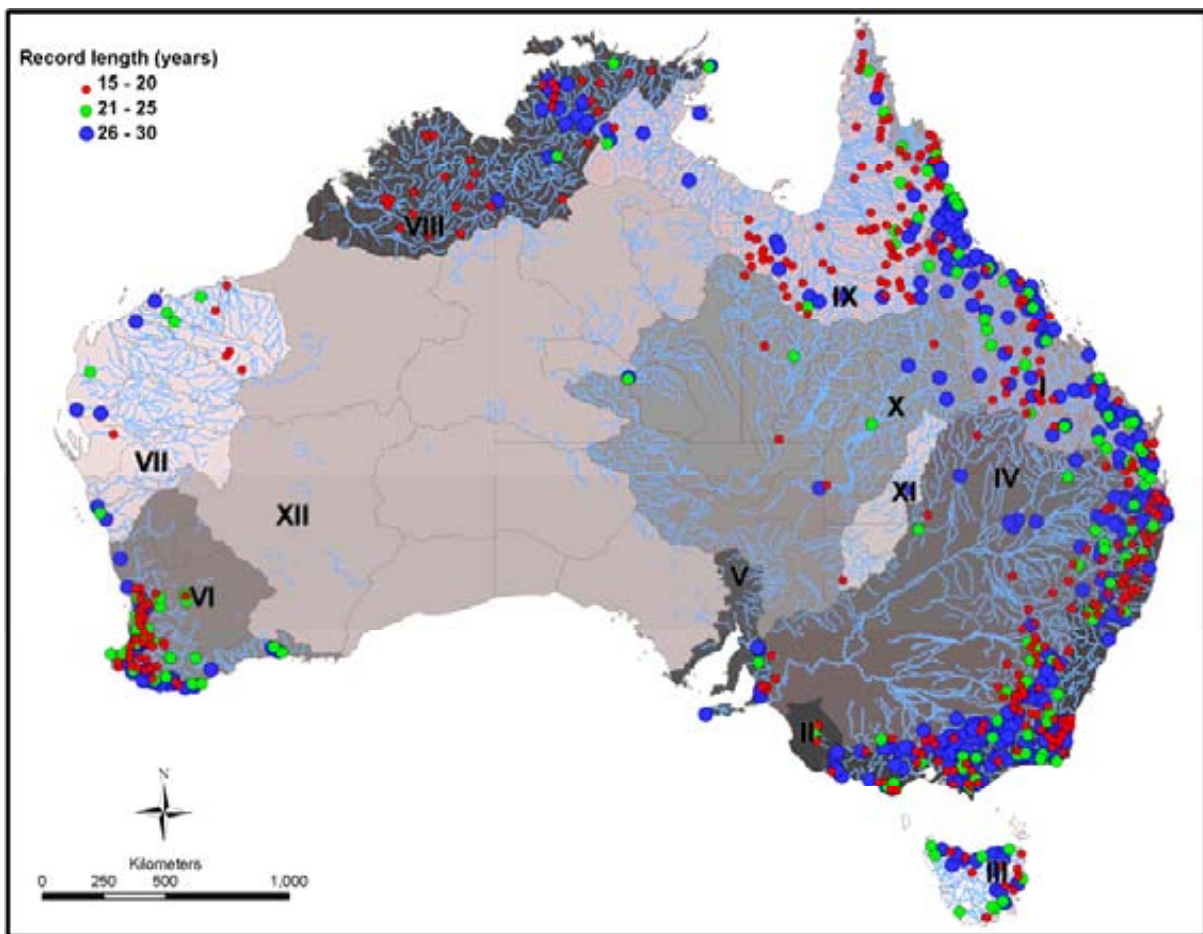 Record length (years)
15 - 20
21 - 25
26 - 30
VIII
IX
I
X
VII
XI
IV
XII
V
VI
II
N
III
Kilometers
0 250 500 1,000